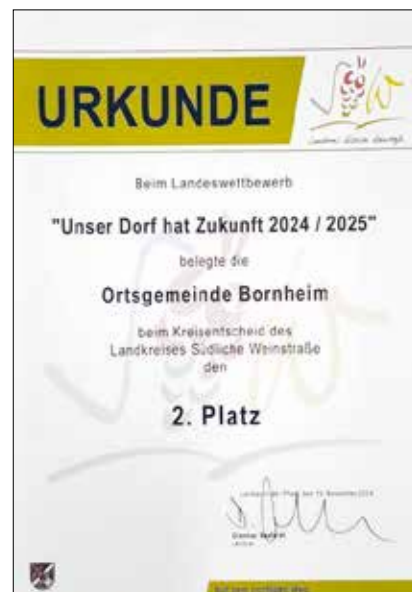 URKUNDE
Beim Landeswettbewerb
"Unser Dorf hat Zukunft 2024 / 2025"
belegte die
Ortsgemeinde Bornheim
beim Kreisentscheid des
Landkreises Südliche Weinstraße
den
2. Platz